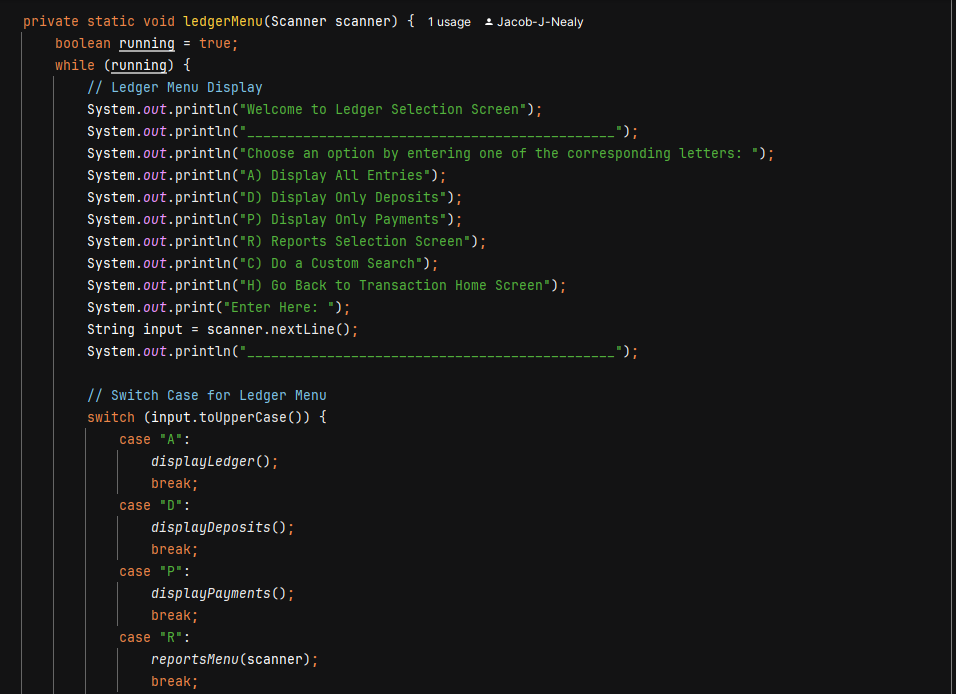 private static void ledgerMenu(Scanner scanner) { 1 usage Jacob-J-Nealy
boolean running = true;
while (running) {
// Ledger Menu Display
System.out.println("Welcome to Ledger Selection Screen");
System.out.println("______________________________________________");
System.out.println("Choose an option by entering one of the corresponding letters: ");
System.out.println("A) Display All Entries");
System.out.println("D) Display Only Deposits");
System.out.println("P) Display Only Payments");
System.out.println("R) Reports Selection Screen");
System.out.println("C) Do a Custom Search");
System.out.println("H) Go Back to Transaction Home Screen");
System.out.print("Enter Here: ");
String input = scanner.nextLine();
System.out.println("______________________________________________");
// Switch Case for Ledger Menu
switch (input.toUpperCase()) {
case "A":
displayLedger();
break;
case "D":
displayDeposits();
break;
case "P":
displayPayments();
break;
case "R":
reportsMenu(scanner);
break;